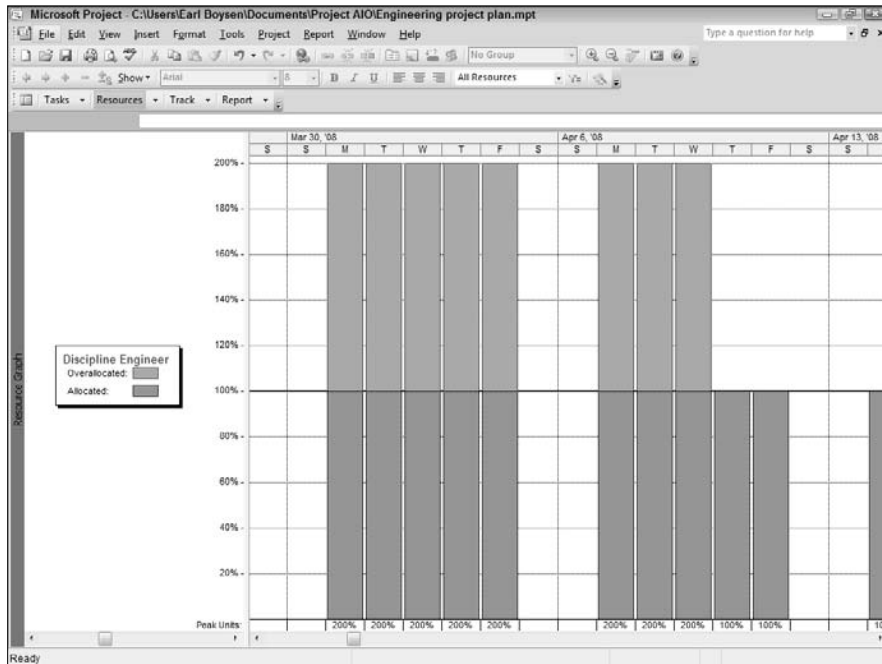 Microsoft Project - C:\Users\Earl Boysen\Documents\Project AIO\Engineering project plan.mpt
File Edit View Insert Format Tools Project Report Window Help Type a question for help
No Group
Show Arial 8 B I U All Resources
Tasks Resources Track Report
Mar 30, '08 Apr 6, '08 Apr 13, '08
S S M T W T F S S M T W T F S S
200%
180%
160%
140%
120%
Discipline Engineer
Overallocated:
Allocated:
100%
80%
60%
40%
20%
Resource Graph
Peak Units: 200% 200% 200% 200% 200% 200% 200% 200% 100% 100% 10
Ready